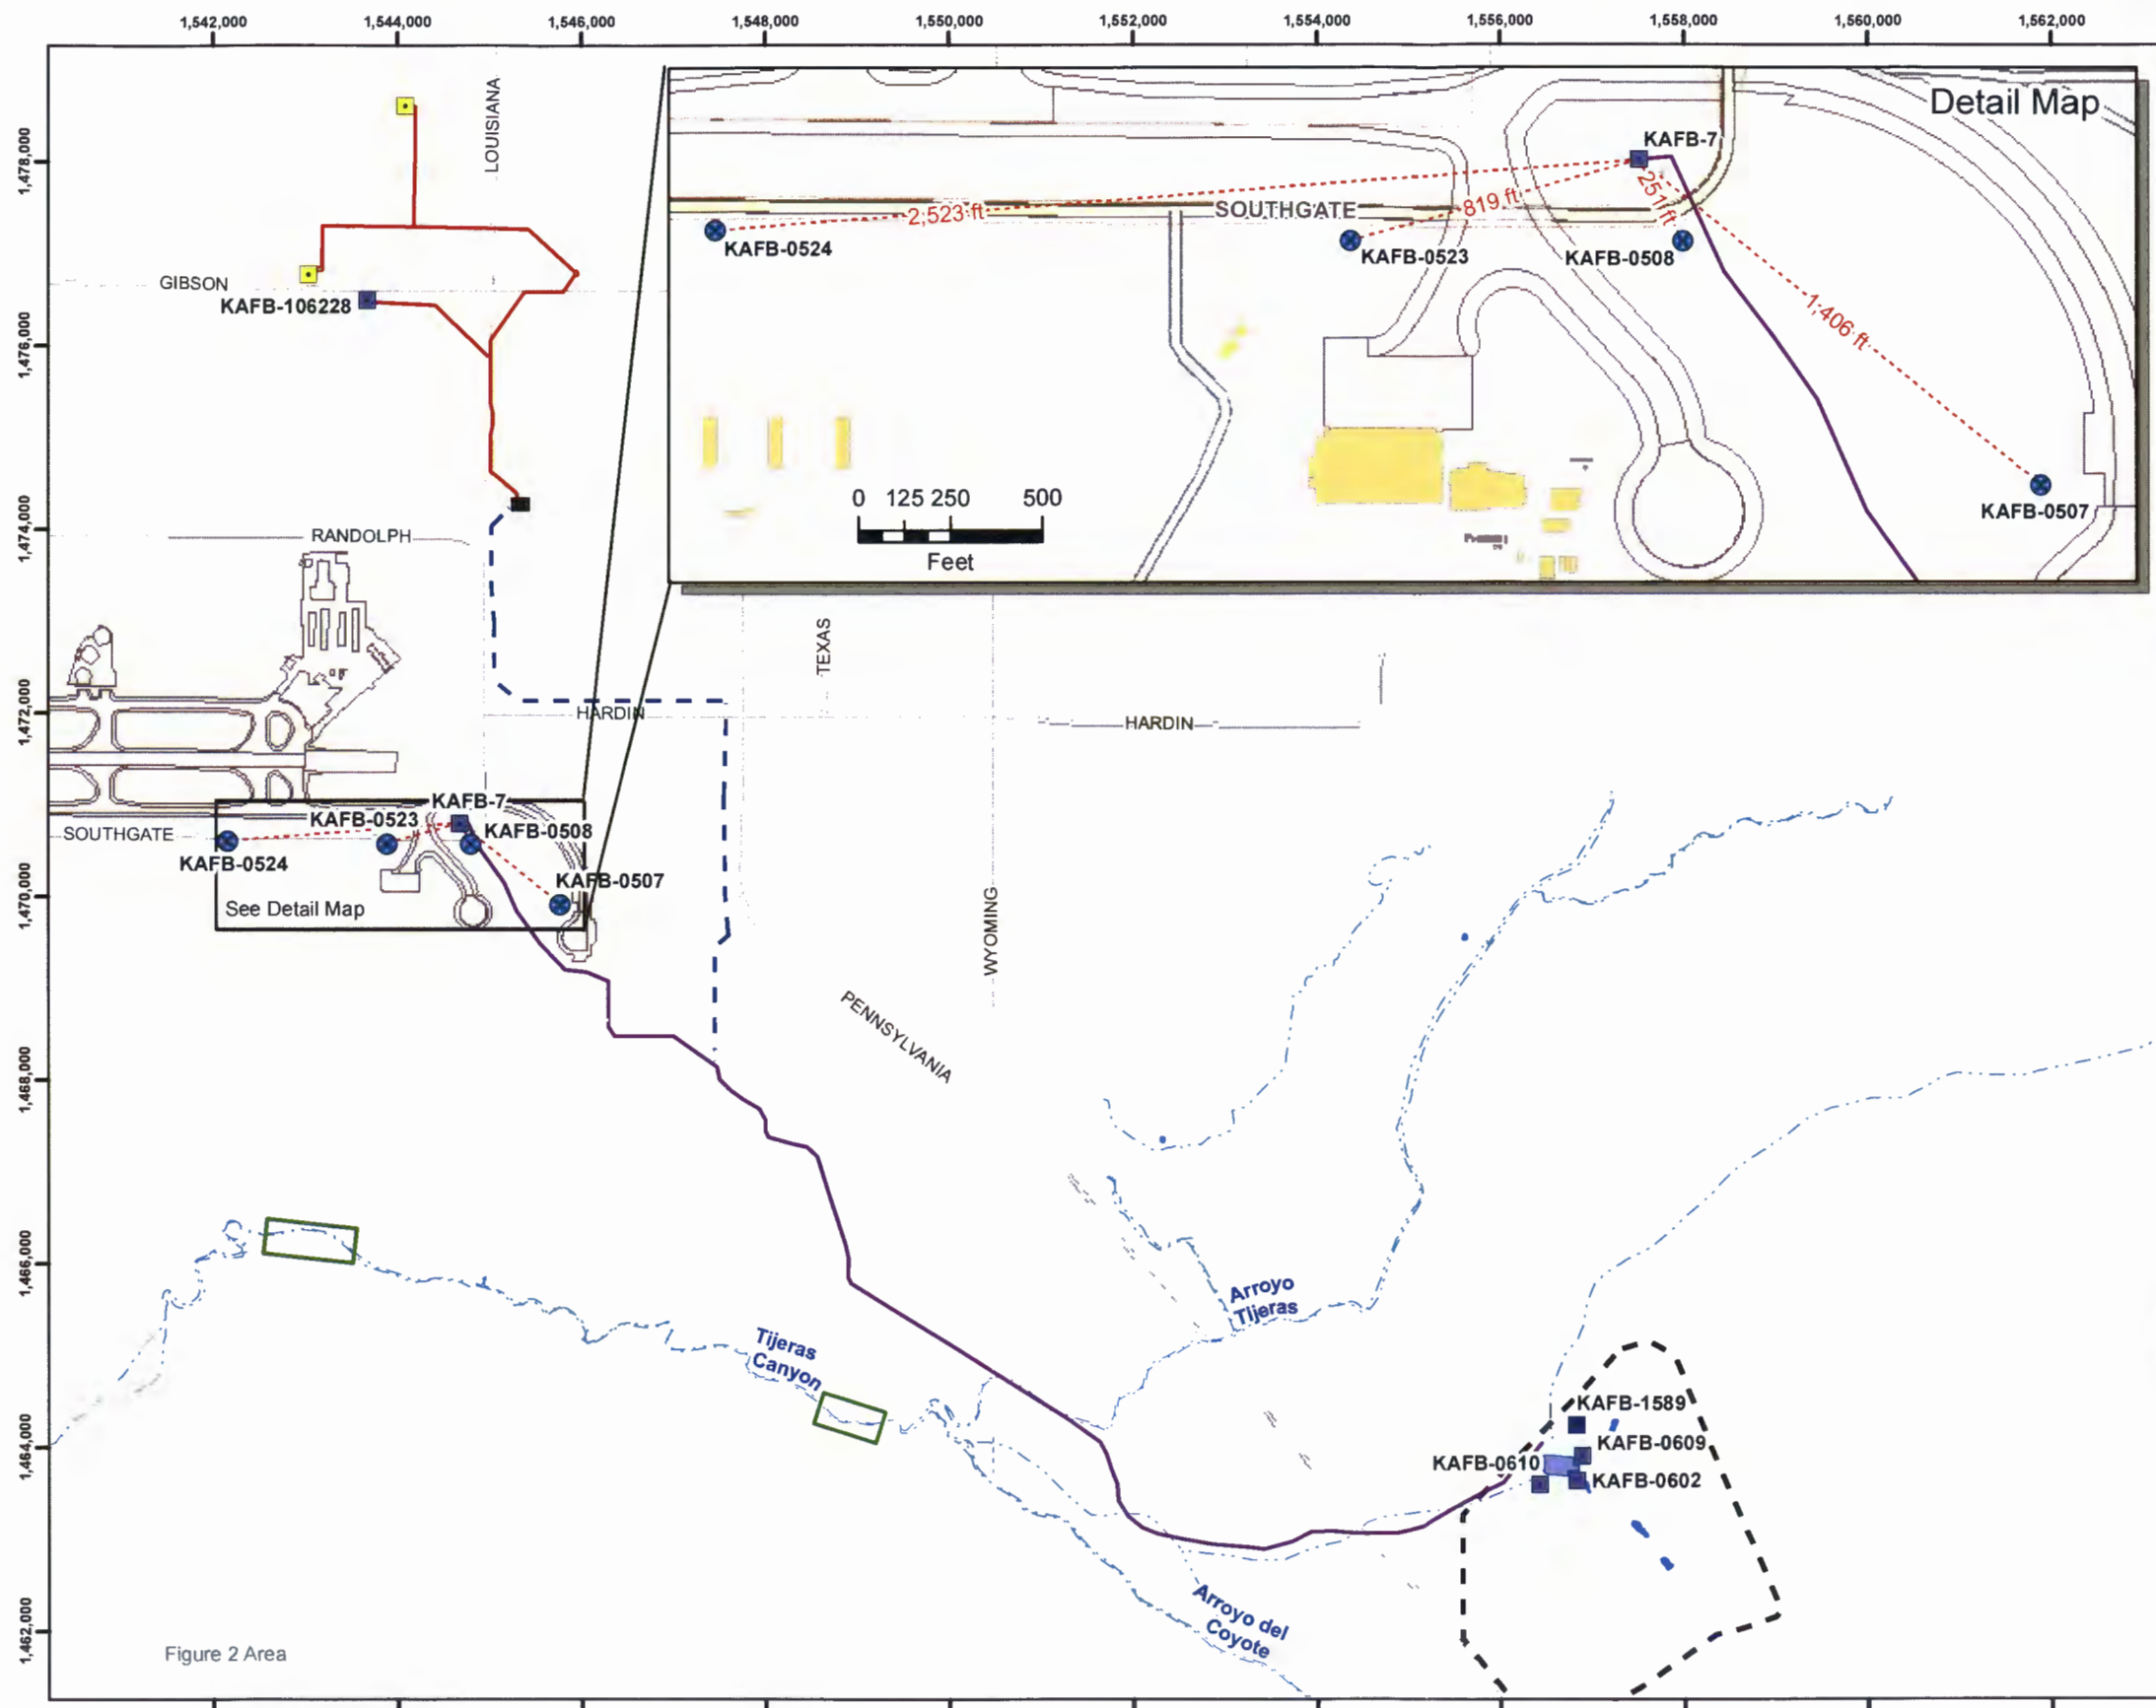 1,542,000
1,544,000
1,546,000
1,548,000
1,550,000
1,552,000
1,554,000
1,556,000
1,558,000
1,560,000
1,562,000
1,478,000
1,476,000
1,474,000
1,472,000
1,470,000
1,468,000
1,466,000
1,464,000
1,462,000
LOUISIANA
GIBSON
KAFB-106228
RANDOLPH
Detail Map
KAFB-7
2,523 ft
SOUTHGATE
819 ft
251 ft
KAFB-0524
KAFB-0523
KAFB-0508
1,406 ft
KAFB-0507
0 125 250 500
Feet
TEXAS
HARDIN
HARDIN
KAFB-7
KAFB-0523
SOUTHGATE
KAFB-0508
KAFB-0524
KAFB-0507
See Detail Map
WYOMING
PENNSYLVANIA
Arroyo
Tijeras
Tijeras
Canyon
KAFB-1589
KAFB-0609
KAFB-0610
KAFB-0602
Arroyo del
Coyote
Figure 2 Area